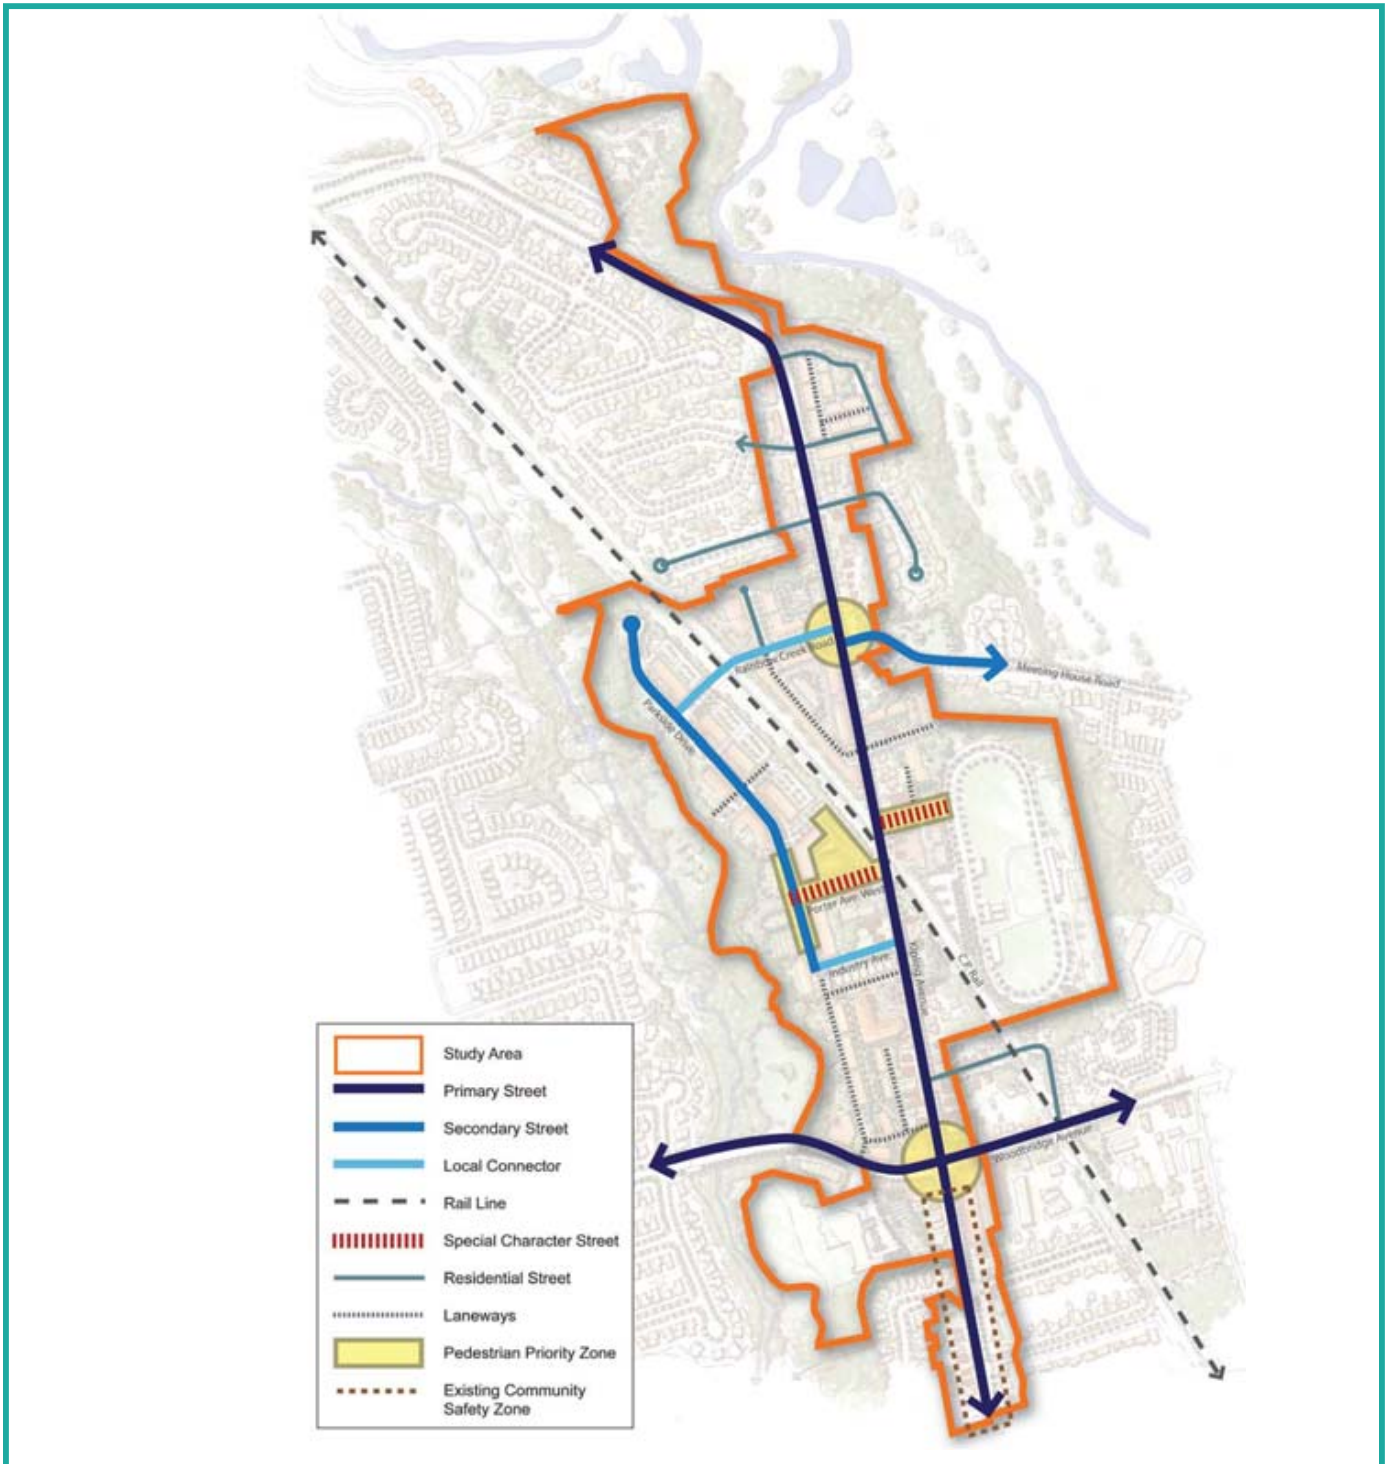 Rainbow Creek Road
Meeting House Road
Parkside Drive
Porter Ave. West
Industry Ave.
Kipling Avenue
C.P. Rail
Woodbridge Avenue
Study Area
Primary Street
Secondary Street
Local Connector
Rail Line
Special Character Street
Residential Street
Laneways
Pedestrian Priority Zone
Existing Community
Safety Zone